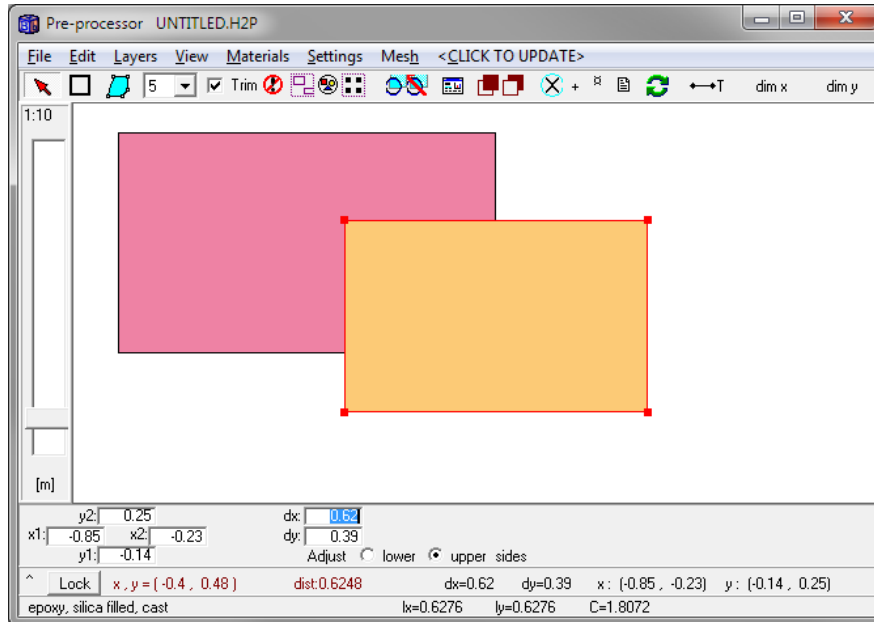 Pre-processor UNTITLED.H2P
File Edit Layers View Materials Settings Mesh <CLICK TO UPDATE>
5 Trim T dim x dim y
1:10
[m]
y2: 0.25 dx: 0.62
x1: -0.85 x2: -0.23 dy: 0.39
y1: -0.14 Adjust lower upper sides
^ Lock x , y = ( -0.4 , 0.48 ) dist:0.6248 dx=0.62 dy=0.39 x : (-0.85 , -0.23) y : (-0.14 , 0.25)
epoxy, silica filled, cast lx=0.6276 ly=0.6276 C=1.8072